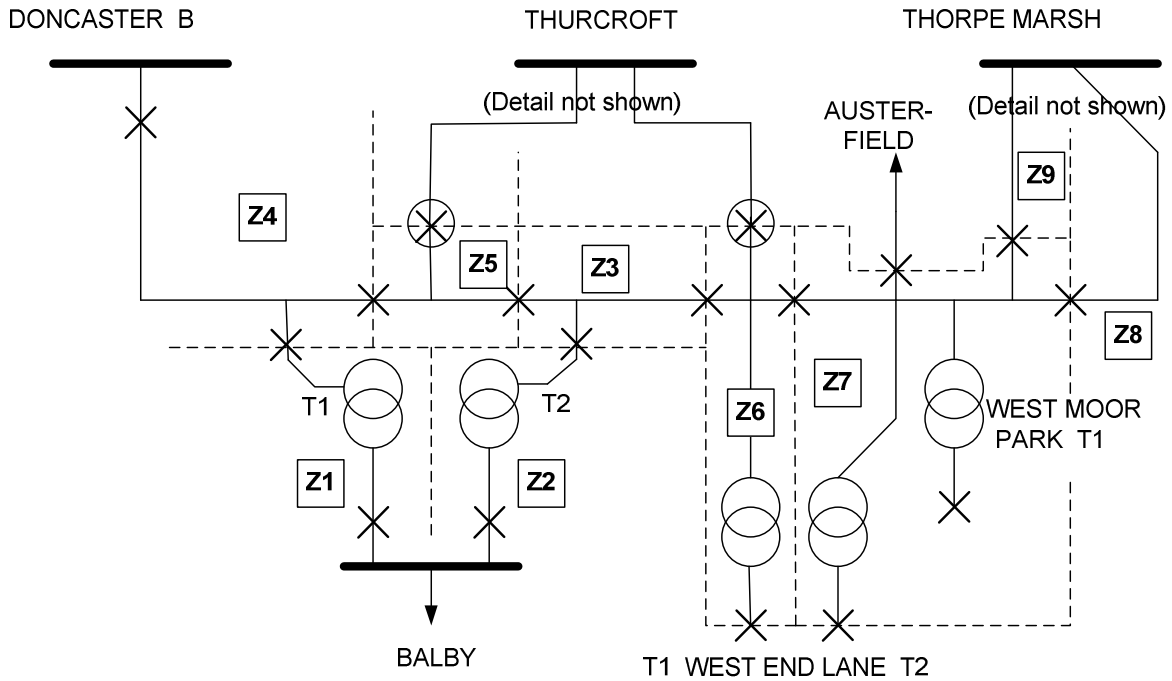 DONCASTER B
THURCROFT
THORPE MARSH
(Detail not shown)
AUSTER-
FIELD
(Detail not shown)
Z9
Z4
Z5
Z3
Z8
T1
T2
Z7
Z6
WEST MOOR
PARK T1
Z1
Z2
BALBY
T1 WEST END LANE T2